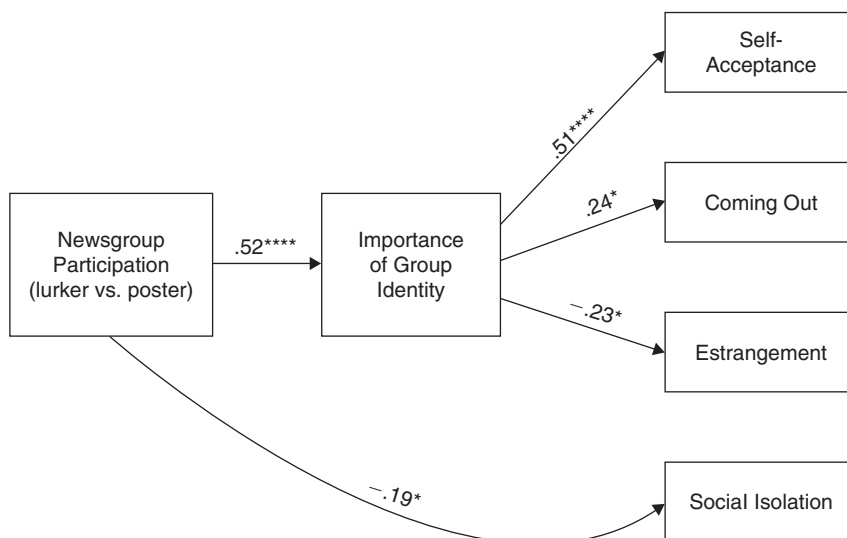 Self-
Acceptance
.51****
Coming Out
.24*
Newsgroup
Participation
(lurker vs. poster)
.52****
Importance
of Group
Identity
−.23*
Estrangement
−.19*
Social Isolation